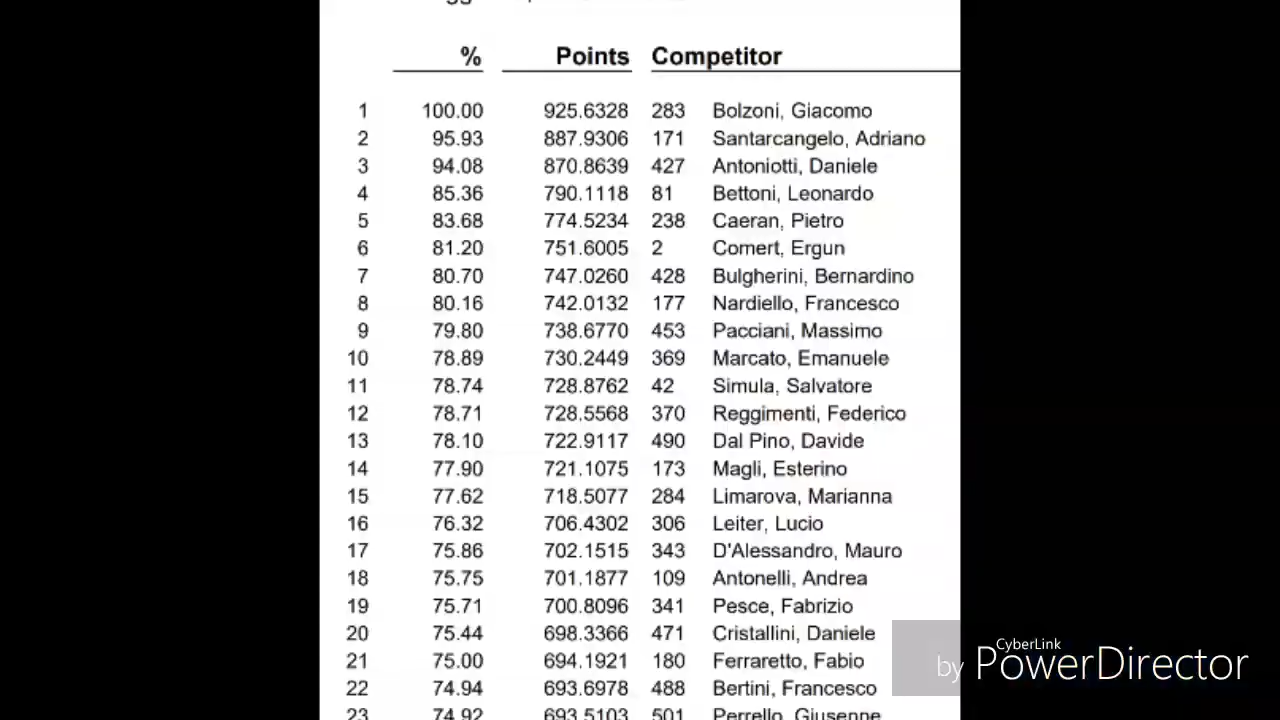 % Points Competitor
1 100.00 925.6328 283 Bolzoni, Giacomo
2 95.93 887.9306 171 Santarcangelo, Adriano
3 94.08 870.8639 427 Antoniotti, Daniele
4 85.36 790.1118 81 Bettoni, Leonardo
5 83.68 774.5234 238 Caeran, Pietro
6 81.20 751.6005 2 Comert, Ergun
7 80.70 747.0260 428 Bulgherini, Bernardino
8 80.16 742.0132 177 Nardiello, Francesco
9 79.80 738.6770 453 Pacciani, Massimo
10 78.89 730.2449 369 Marcato, Emanuele
11 78.74 728.8762 42 Simula, Salvatore
12 78.71 728.5568 370 Reggimenti, Federico
13 78.10 722.9117 490 Dal Pino, Davide
14 77.90 721.1075 173 Magli, Esterino
15 77.62 718.5077 284 Limarova, Marianna
16 76.32 706.4302 306 Leiter, Lucio
17 75.86 702.1515 343 D'Alessandro, Mauro
18 75.75 701.1877 109 Antonelli, Andrea
19 75.71 700.8096 341 Pesce, Fabrizio
20 75.44 698.3366 471 Cristallini, Daniele
21 75.00 694.1921 180 Ferraretto, Fabio
22 74.94 693.6978 488 Bertini, Francesco
23 74.92 693.5103 501 Perrello, Giuseppe
CyberLink
by PowerDirector